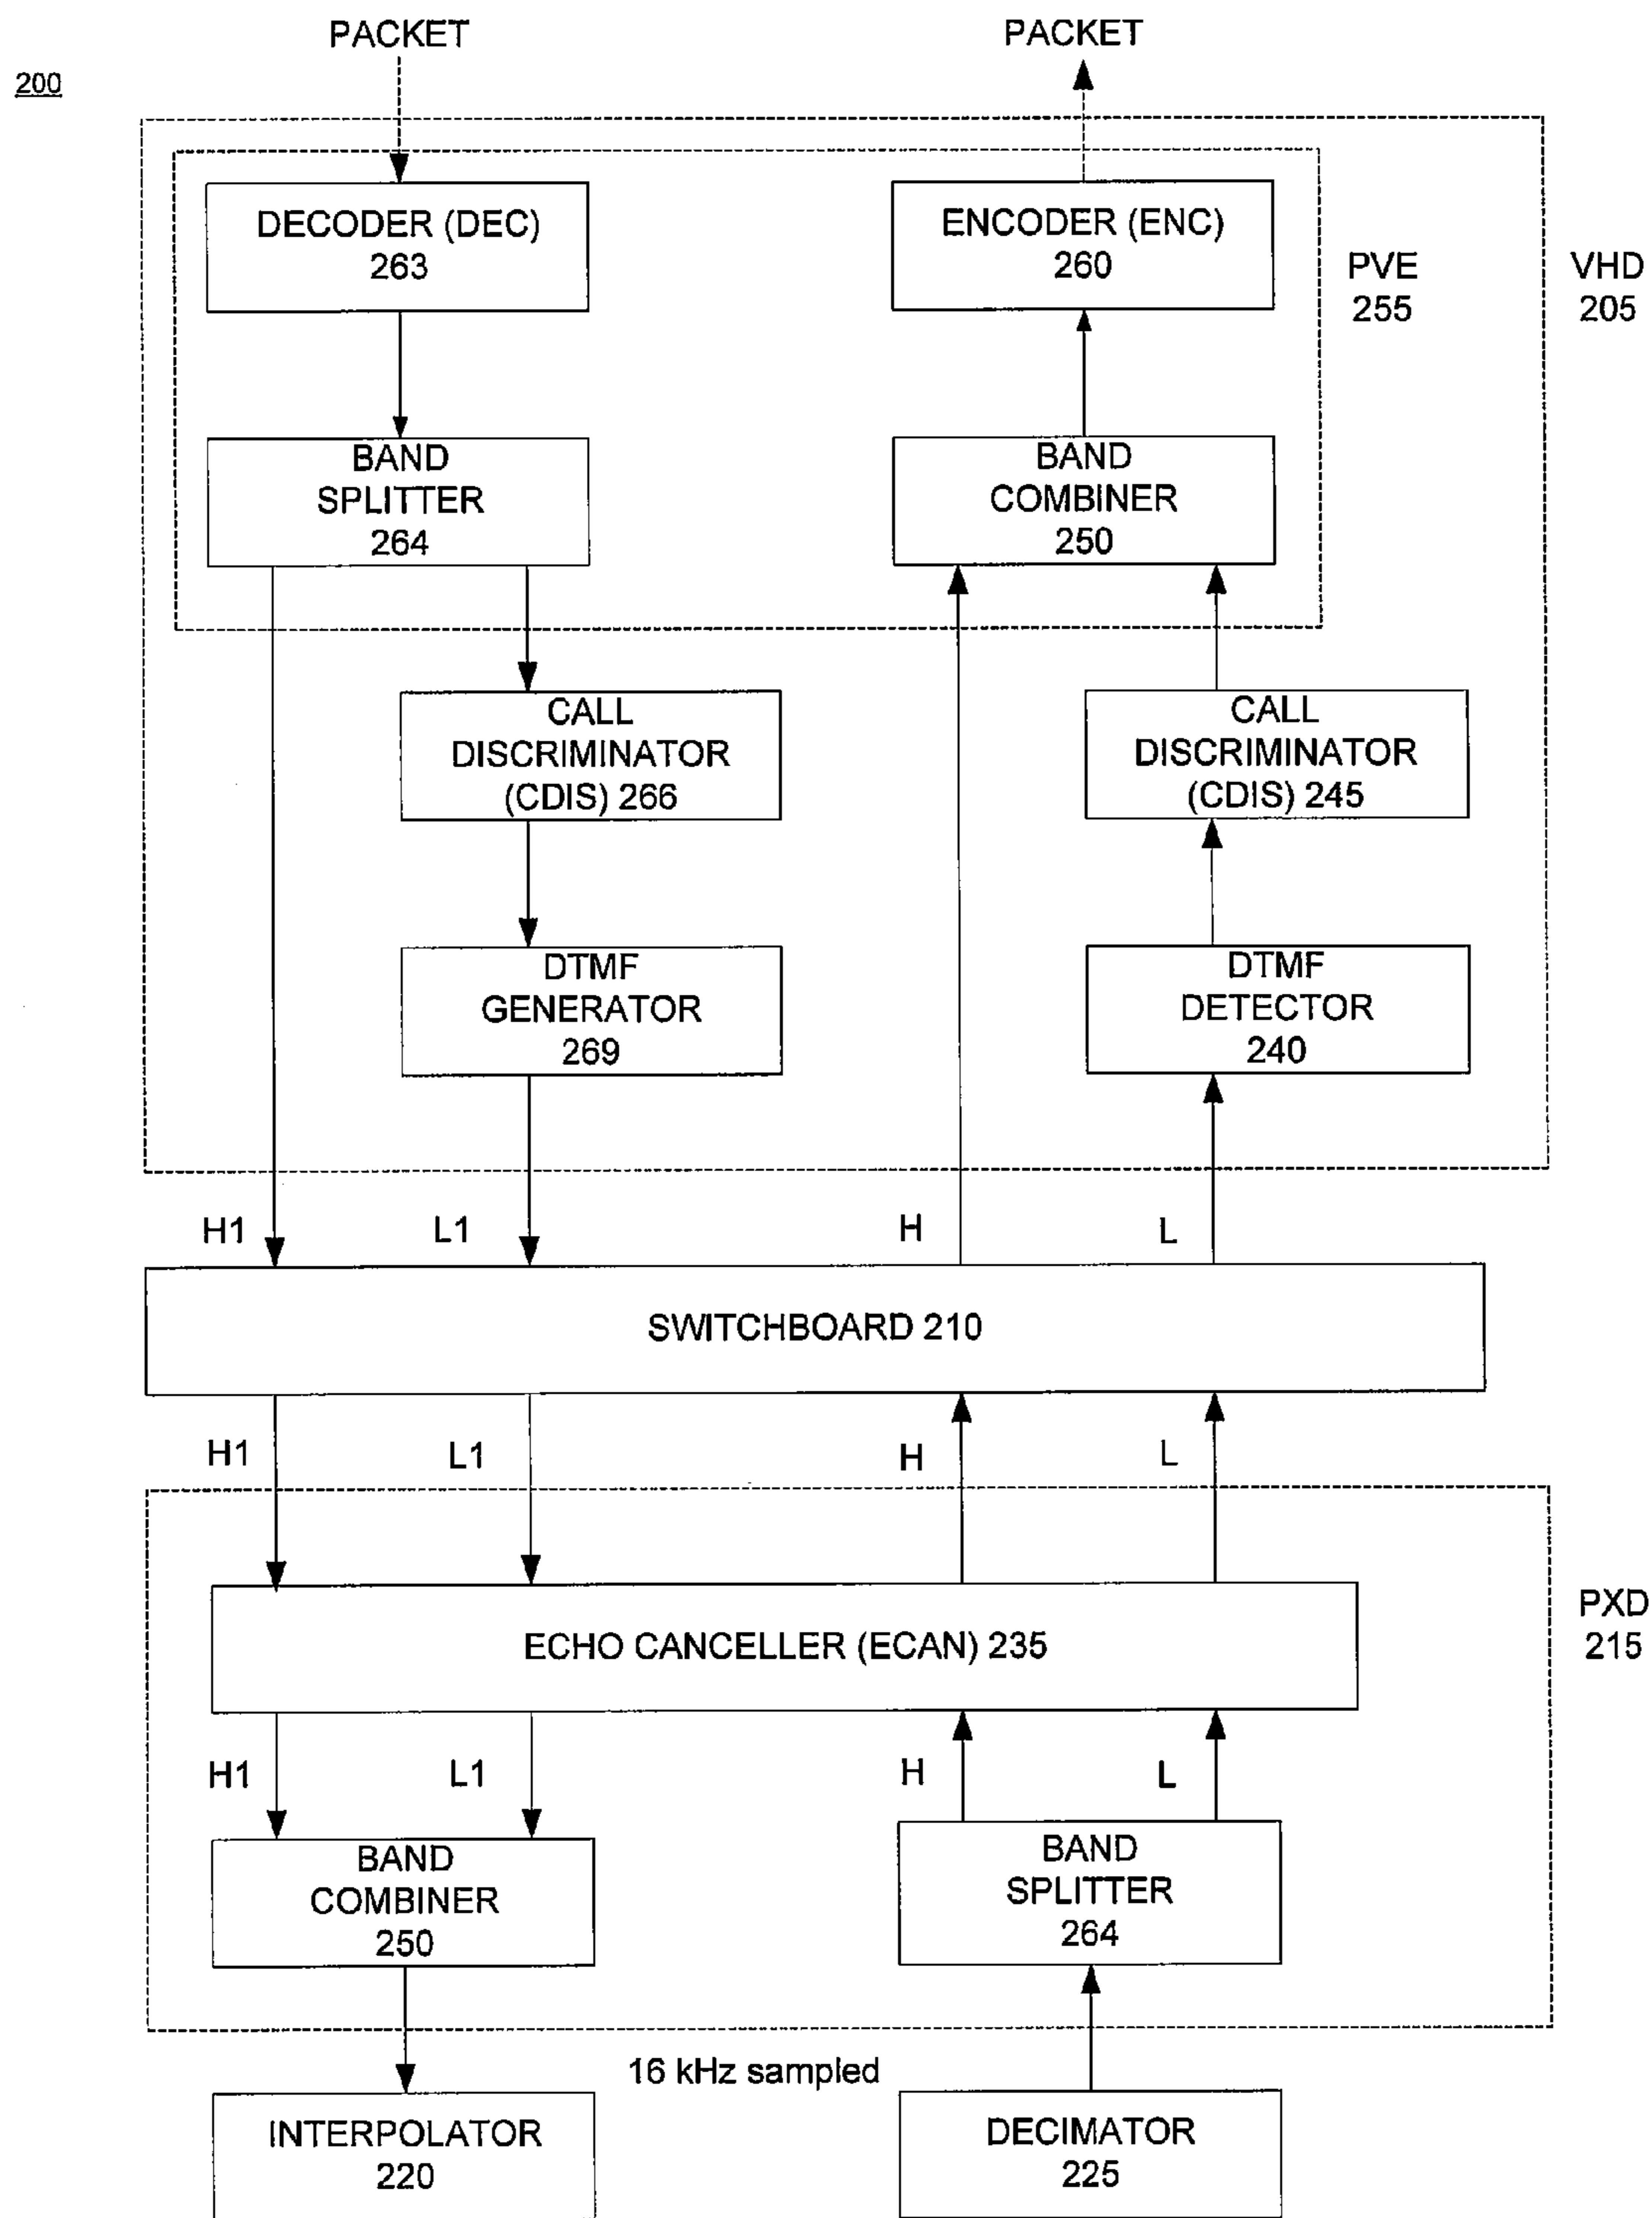 PACKET
PACKET
200
DECODER (DEC)
263
ENCODER (ENC)
260
PVE
255
VHD
205
BAND
SPLITTER
264
BAND
COMBINER
250
CALL
DISCRIMINATOR
(CDIS) 266
CALL
DISCRIMINATOR
(CDIS) 245
DTMF
GENERATOR
269
DTMF
DETECTOR
240
H1
L1
H
L
SWITCHBOARD 210
H1
L1
H
L
ECHO CANCELLER (ECAN) 235
PXD
215
H1
L1
H
L
BAND
COMBINER
250
BAND
SPLITTER
264
16 kHz sampled
INTERPOLATOR
220
DECIMATOR
225